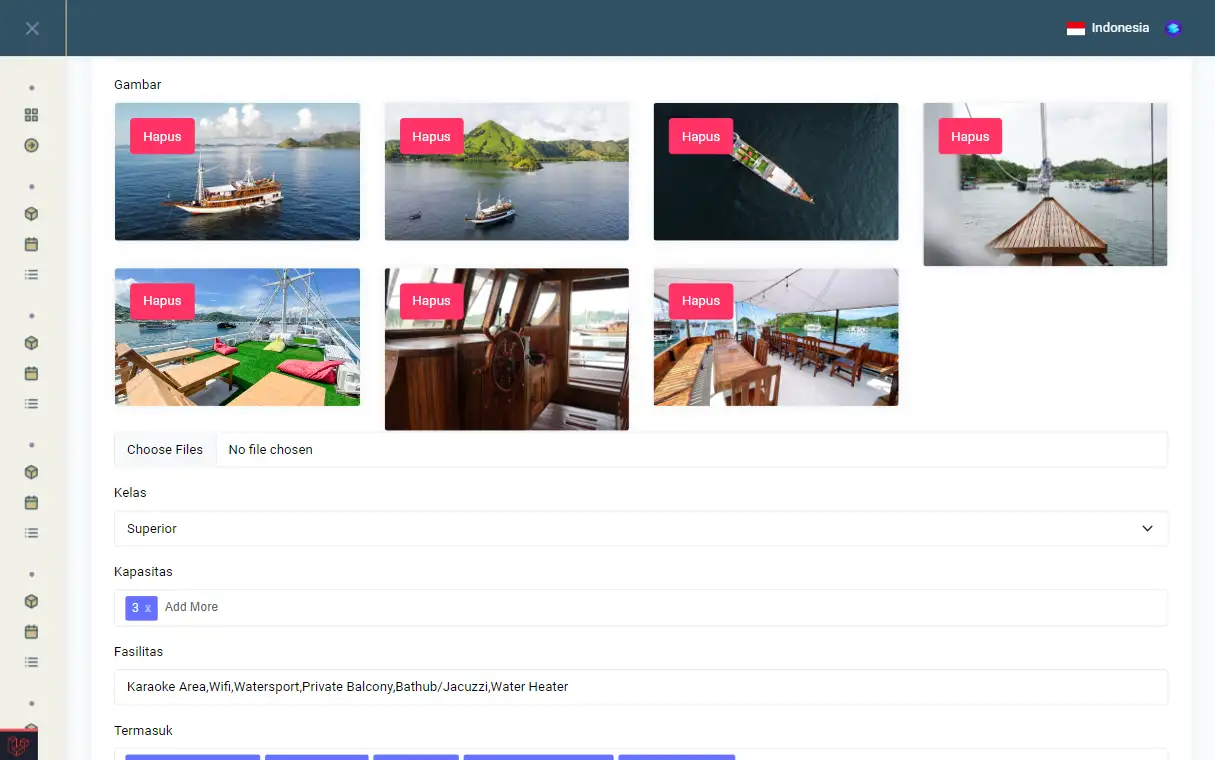 Indonesia
Gambar
Hapus Hapus Hapus Hapus
Hapus Hapus Hapus
Choose Files No file chosen
Kelas
Superior
Kapasitas
3 x Add More
Fasilitas
Karaoke Area,Wifi,Watersport,Private Balcony,Bathub/Jacuzzi,Water Heater
Termasuk